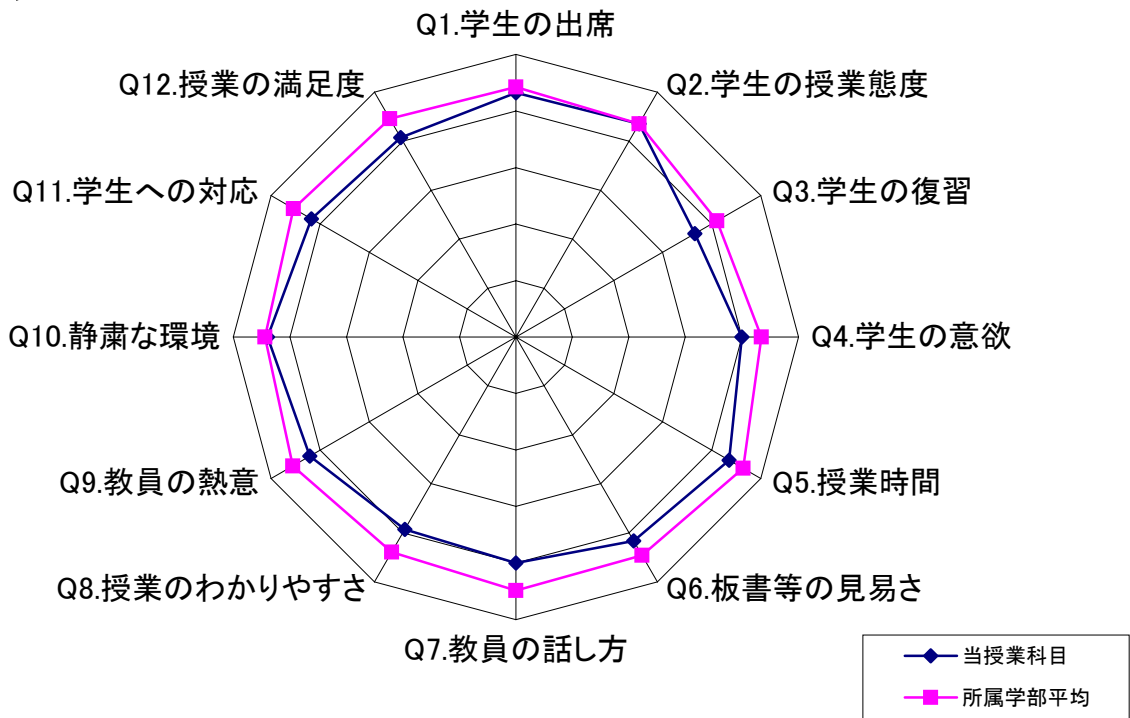 Q1.学生の出席
Q2.学生の授業態度
Q3.学生の復習
Q4.学生の意欲
Q5.授業時間
Q6.板書等の見易さ
Q7.教員の話し方
Q8.授業のわかりやすさ
Q9.教員の熱意
Q10.静粛な環境
Q11.学生への対応
Q12.授業の満足度
当授業科目
所属学部平均